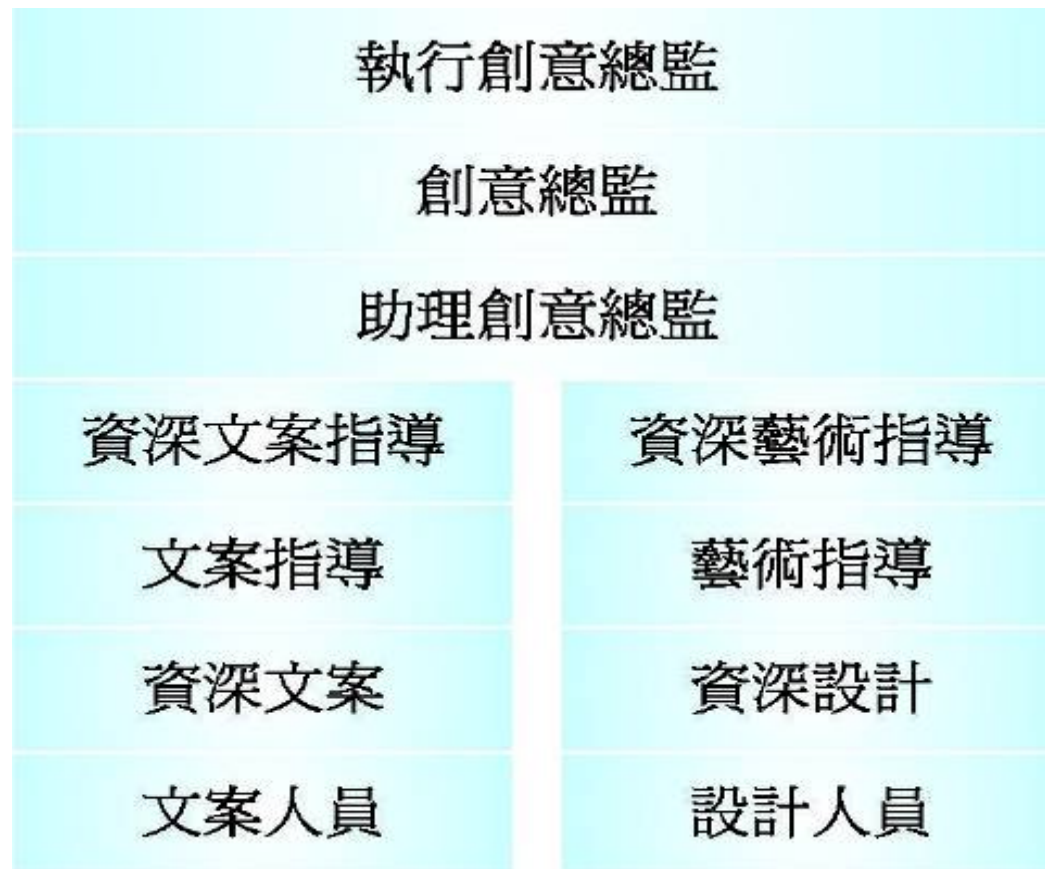 執行創意總監
創意總監
助理創意總監
資深文案指導 資深藝術指導
文案指導 藝術指導
資深文案 資深設計
文案人員 設計人員